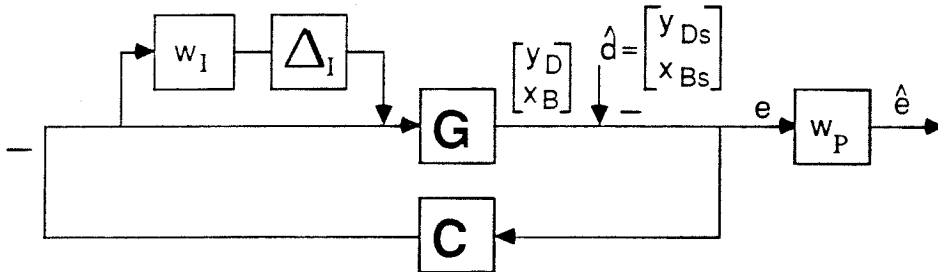 w_I
Δ_I
[y_D
x_B]
d̂ = [y_Ds
x_Bs]
−
−
G
e
w_P
ê
C